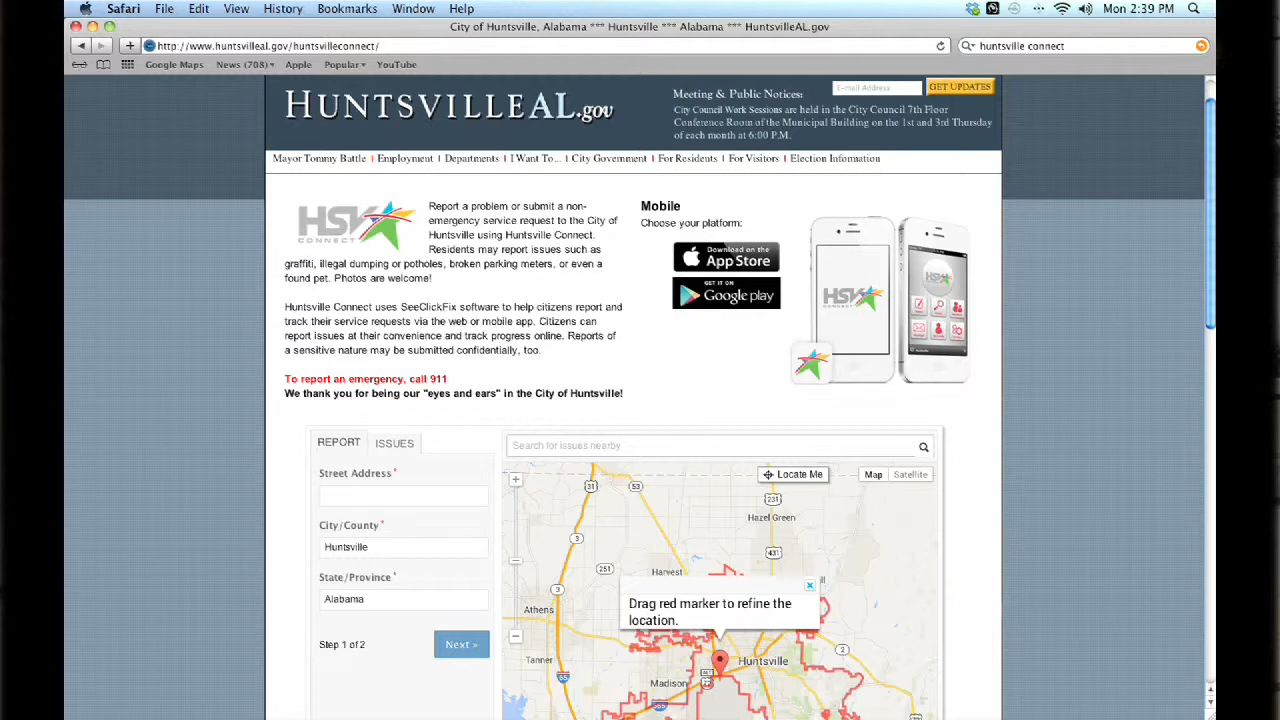 Safari File Edit View History Bookmarks Window Help Mon 2:39 PM
City of Huntsville, Alabama *** Huntsville *** Alabama *** HuntsvilleAL.gov
http://www.huntsvilleal.gov/huntsvilleconnect/ huntsville connect
Google Maps News (708) Apple Popular YouTube
HUNTSVILLEAL.gov
Meeting & Public Notices:
City Council Work Sessions are held in the City Council 7th Floor
Conference Room of the Municipal Building on the 1st and 3rd Thursday
of each month at 6:00 P.M.
E-mail Address GET UPDATES
Mayor Tommy Battle Employment Departments I Want To... City Government For Residents For Visitors Election Information
HSV
CONNECT
Report a problem or submit a non-
emergency service request to the City of
Huntsville using Huntsville Connect.
Residents may report issues such as
graffiti, illegal dumping or potholes, broken parking meters, or even a
found pet. Photos are welcome!
Huntsville Connect uses SeeClickFix software to help citizens report and
track their service requests via the web or mobile app. Citizens can
report issues at their convenience and track progress online. Reports of
a sensitive nature may be submitted confidentially, too.
To report an emergency, call 911
We thank you for being our "eyes and ears" in the City of Huntsville!
Mobile
Choose your platform:
Download on the
App Store
GET IT ON
Google play
HSV
CONNECT
HSV
REPORT ISSUES
Street Address*
City/County*
Huntsville
State/Province*
Alabama
Step 1 of 2 Next »
Search for issues nearby
Locate Me Map Satellite
31
53
231
Hazel Green
3
431
251
Harvest
3
Athens
Drag red marker to refine the
location.
2
Tanner
Huntsville
Madison
65
565